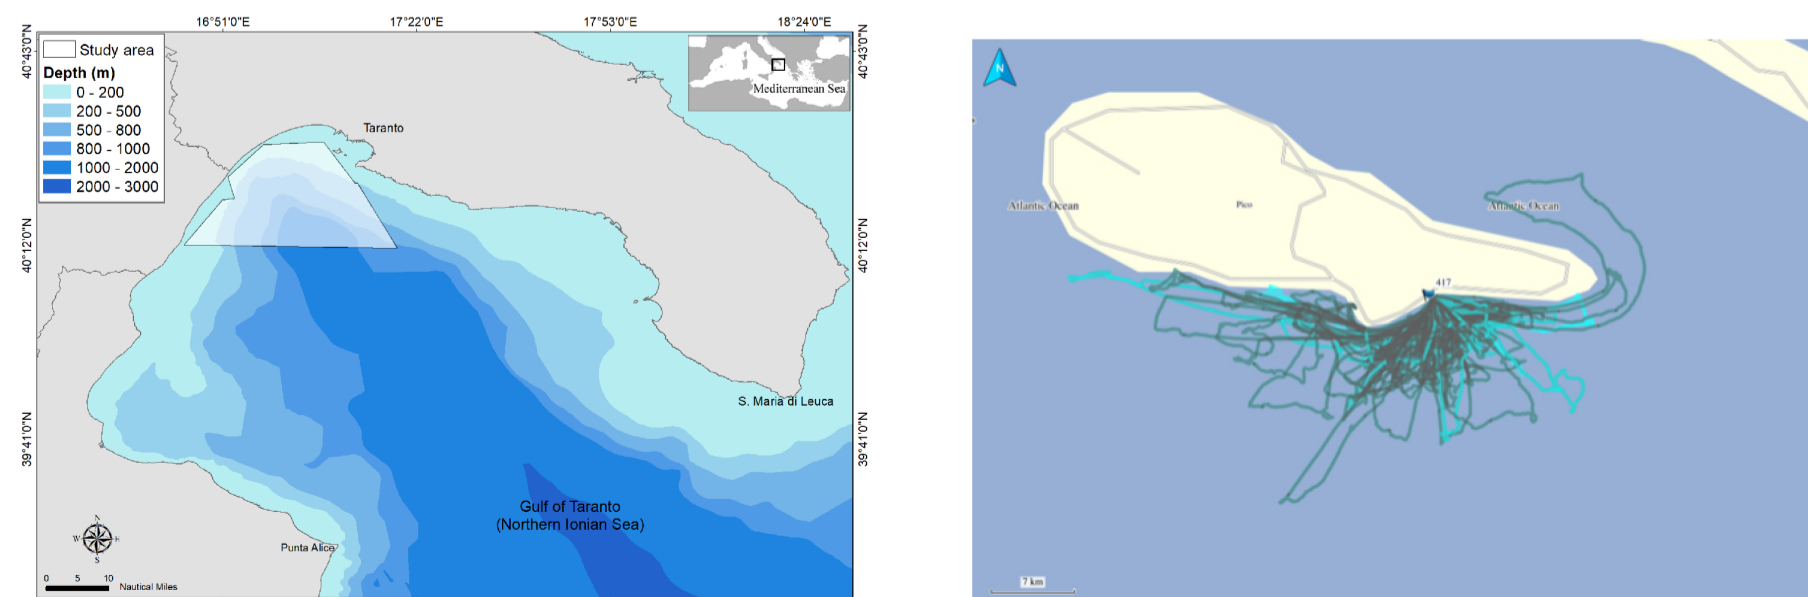 16°51'0"E 17°22'0"E 17°53'0"E 18°24'0"E
40°43'0"N
40°12'0"N
39°41'0"N
Study area
Depth (m)
0 - 200
200 - 500
500 - 800
800 - 1000
1000 - 2000
2000 - 3000
Mediterranean Sea
Taranto
S. Maria di Leuca
Gulf of Taranto
(Northern Ionian Sea)
Punta Alice
N
W E
S
0 5 10
Nautical Miles
40°43'0"N
40°12'0"N
39°41'0"N
N
Atlantic Ocean
Pico
Atlantic Ocean
417
7 km